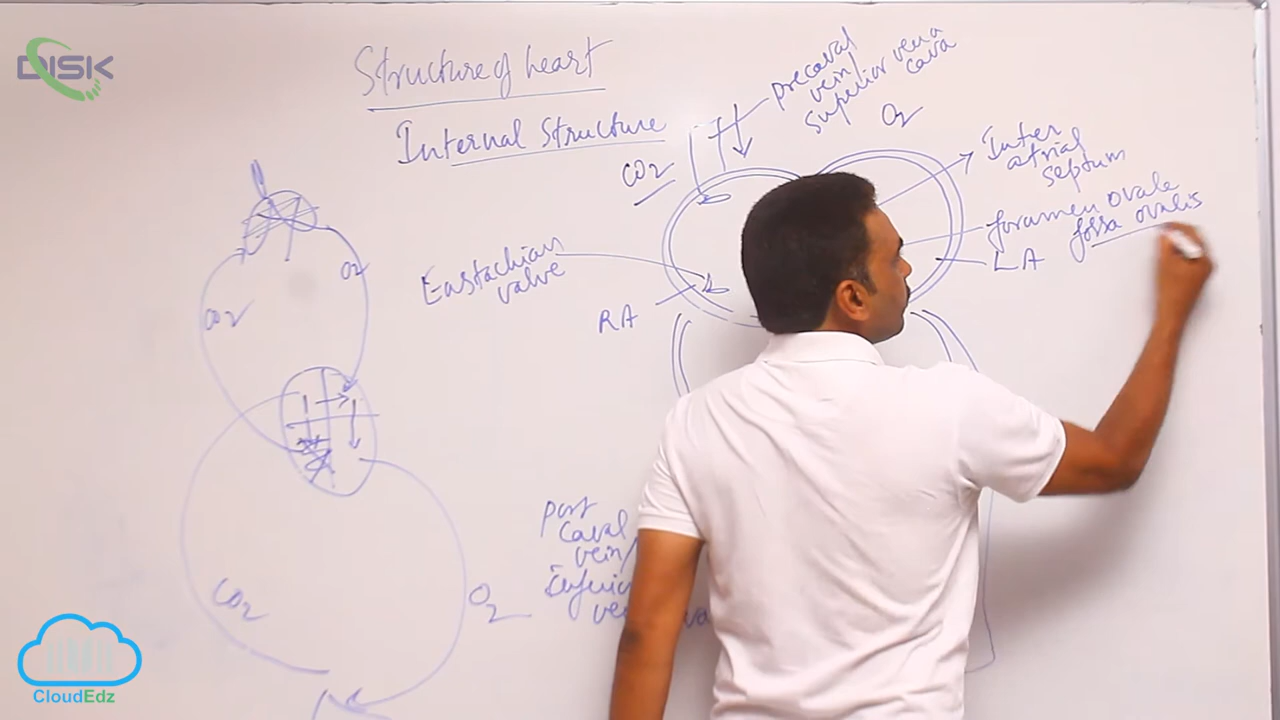 DISK
Structure of heart
Internal Structure
precaval
vein/
superior vena
cava
CO2
O2
Inter
atrial
septum
foramen ovale
fossa ovalis
LA
Eustachian
valve
RA
O2
CO2
post
caval
vein/
CO2
O2
CloudEdz